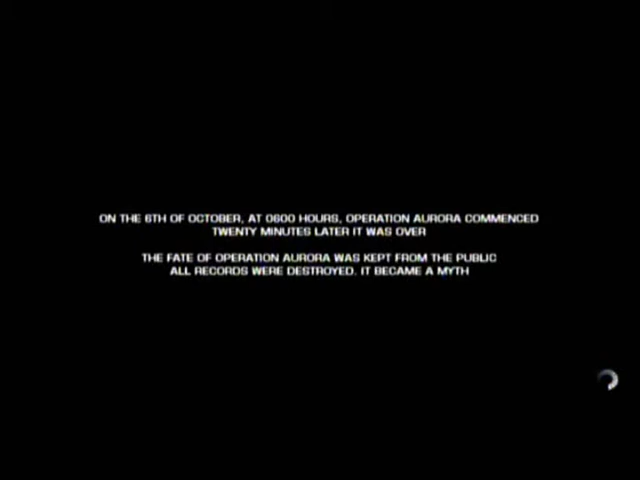 ON THE 6TH OF OCTOBER, AT 0600 HOURS, OPERATION AURORA COMMENCED
TWENTY MINUTES LATER IT WAS OVER
THE FATE OF OPERATION AURORA WAS KEPT FROM THE PUBLIC
ALL RECORDS WERE DESTROYED. IT BECAME A MYTH